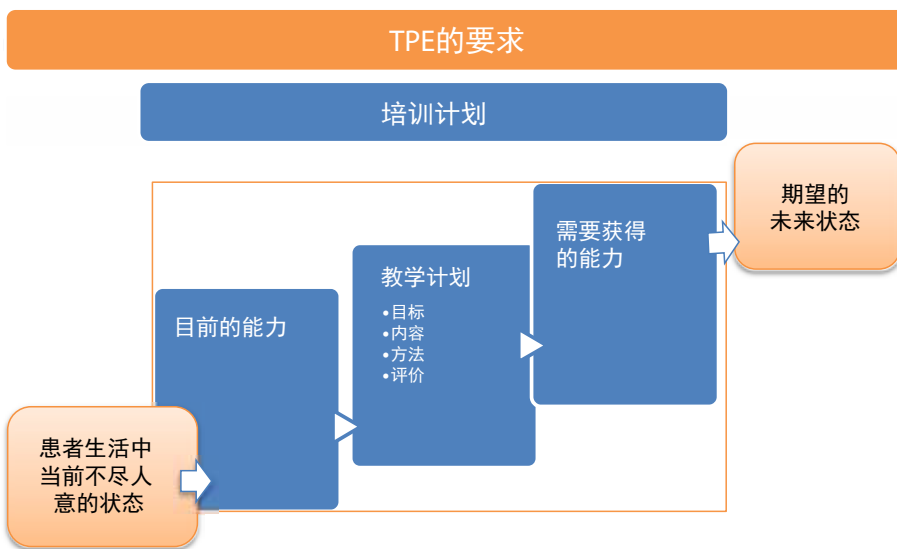 TPE的要求
培训计划
期望的
未来状态
需要获得
的能力
教学计划
•目标
•内容
•方法
•评价
目前的能力
患者生活中
当前不尽人
意的状态